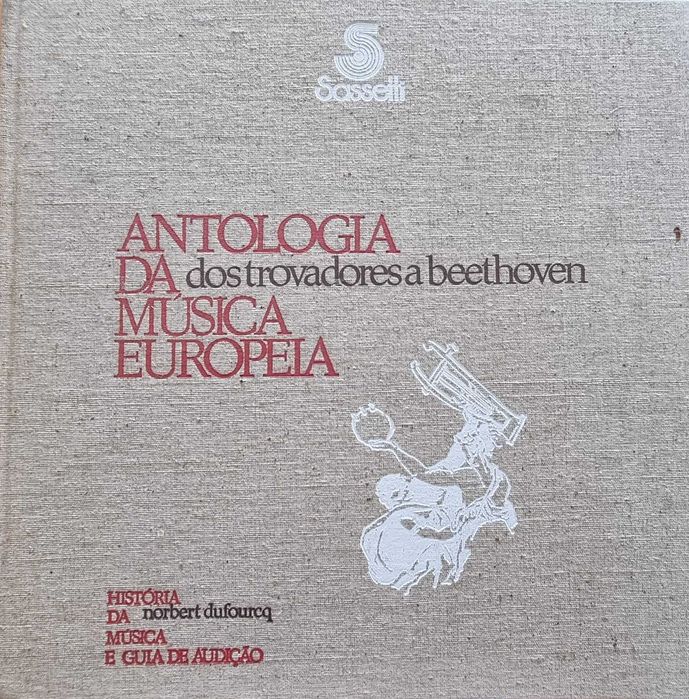 Sassetti
ANTOLOGIA
DA dos trovadores a beethoven
MÚSICA
EUROPEIA
HISTÓRIA
DA norbert dufourcq
MÚSICA
E GUIA DE AUDIÇÃO